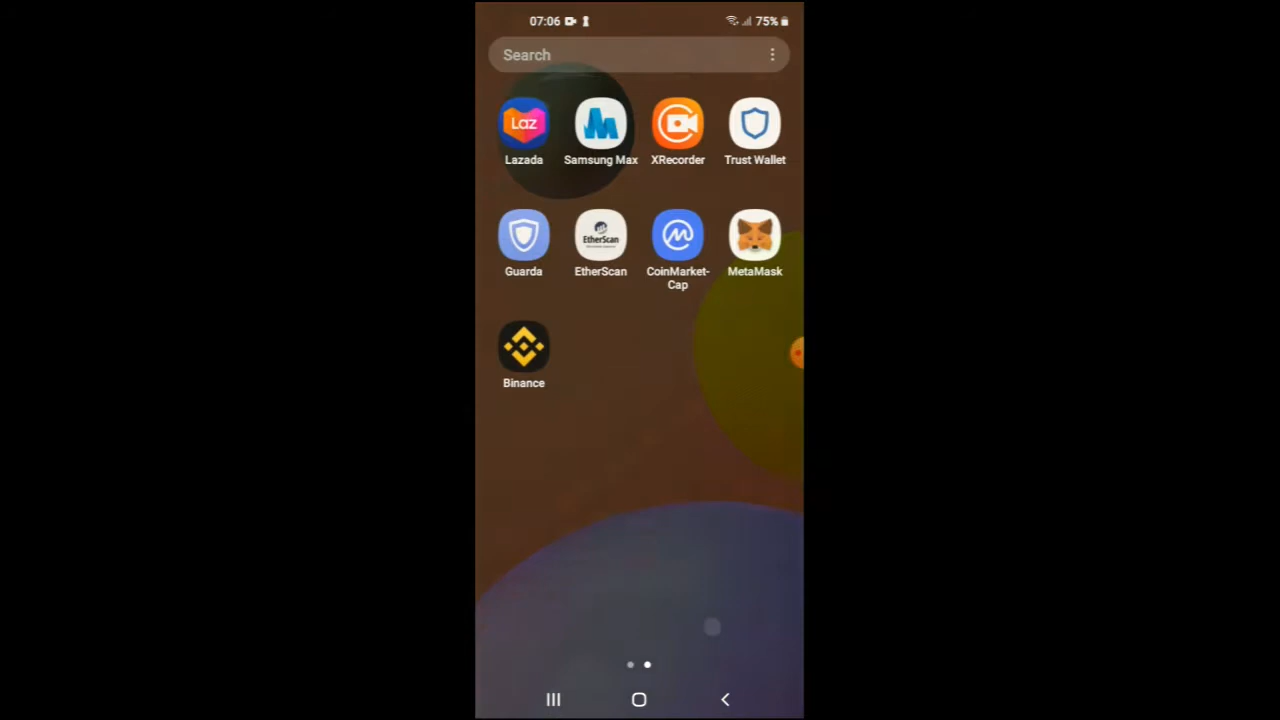 07:06 75%
Search
Laz
Lazada Samsung Max XRecorder Trust Wallet
EtherScan
Guarda EtherScan CoinMarket-
Cap MetaMask
Binance